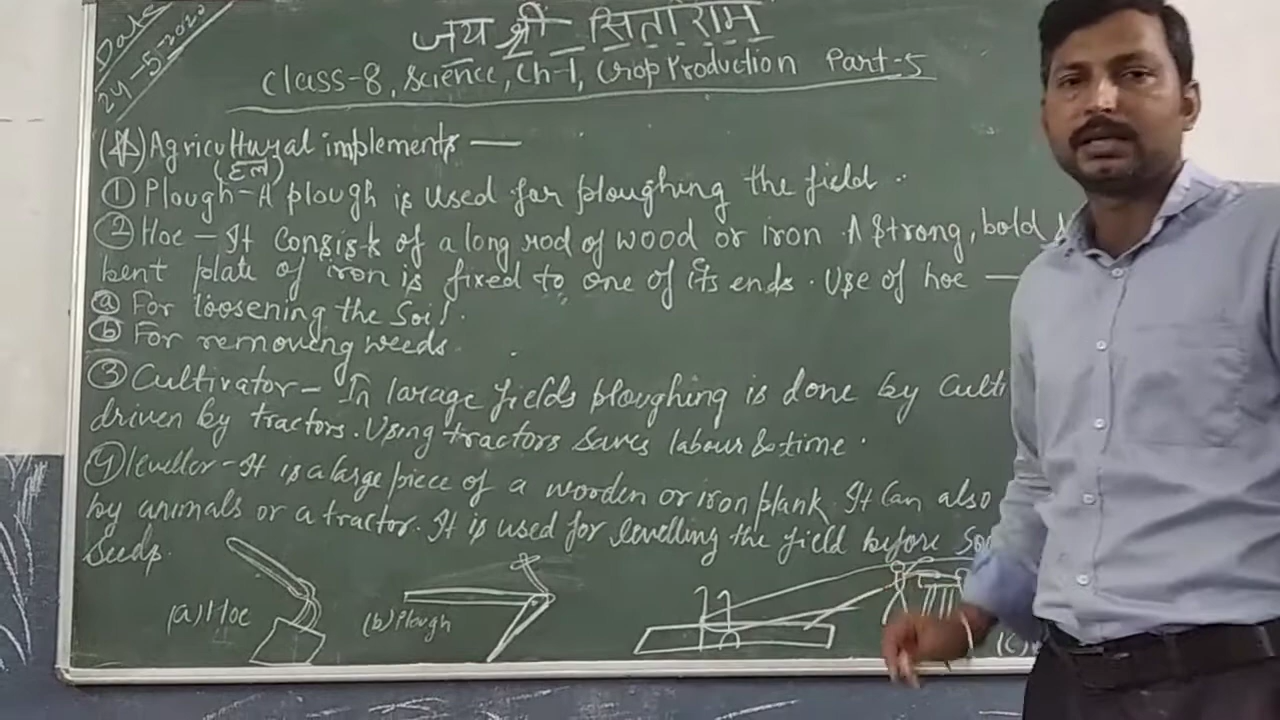 Date
24-5-2020
जय श्री सिताराम
Class-8, Science, Ch-1, Crop Production Part-5
(A) Agricultural implements —
(हल)
① Plough - A plough is used for ploughing the field.
② Hoe - It consists of a long rod of wood or iron. A strong, bold &
bent plate of iron is fixed to one of its ends. Use of hoe —
ⓐ For loosening the Soil.
ⓑ For removing weeds.
③ Cultivator - In larage fields ploughing is done by Culti
driven by tractors. Using tractors saves labour & time.
④ leveller - It is a large piece of a wooden or iron plank. It can also
by animals or a tractor. It is used for levelling the field before So
Seeds.
(a) Hoe
(b) Plough
(c)